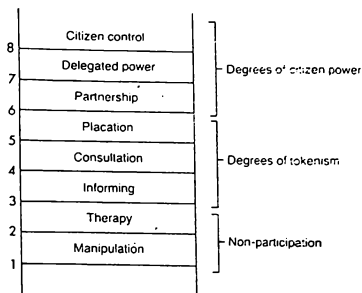 Citizen control
8
Delegated power
Degrees of citizen power
7
Partnership
6
Placation
5
Consultation
Degrees of tokenism
4
Informing
3
Therapy
2
Non-participation
Manipulation
1